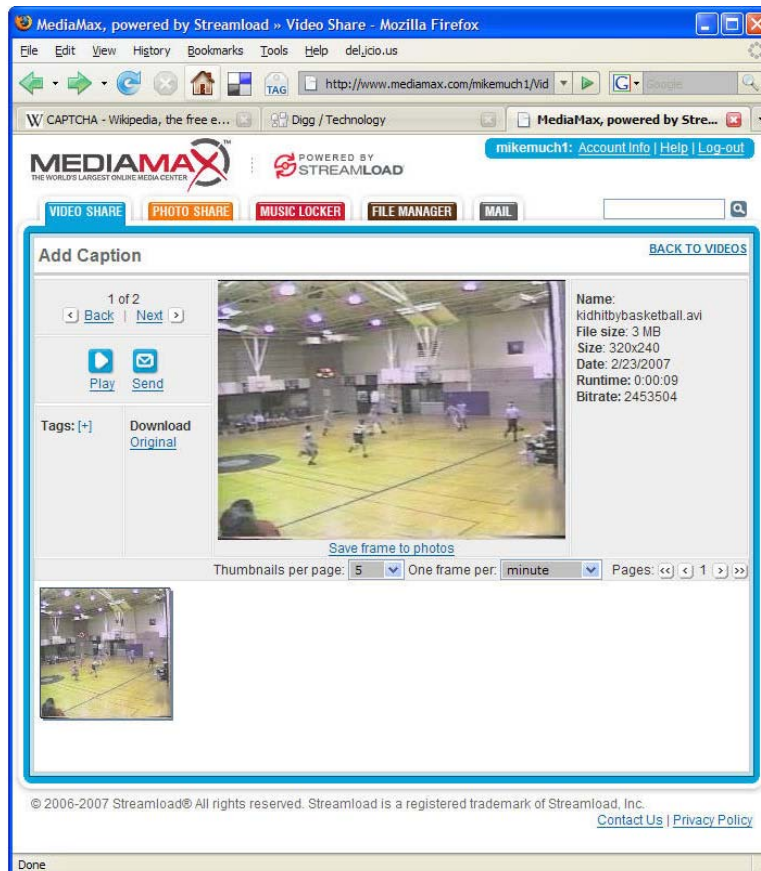 MediaMax, powered by Streamload » Video Share - Mozilla Firefox
File Edit View History Bookmarks Tools Help del.icio.us
TAG http://www.mediamax.com/mikemuch1/Vid G Google
W CAPTCHA - Wikipedia, the free e... Digg / Technology MediaMax, powered by Stre...
mikemuch1: Account Info | Help | Log-out
MEDIAMAX™
THE WORLD'S LARGEST ONLINE MEDIA CENTER
POWERED BY
STREAMLOAD
VIDEO SHARE PHOTO SHARE MUSIC LOCKER FILE MANAGER MAIL
Add Caption
BACK TO VIDEOS
1 of 2
< Back | Next >
Play Send
Tags: [+]
Download
Original
Name:
kidhitbybasketball.avi
File size: 3 MB
Size: 320x240
Date: 2/23/2007
Runtime: 0:00:09
Bitrate: 2453504
Save frame to photos
Thumbnails per page: 5 One frame per: minute Pages: << < 1 > >>
© 2006-2007 Streamload® All rights reserved. Streamload is a registered trademark of Streamload, Inc.
Contact Us | Privacy Policy
Done